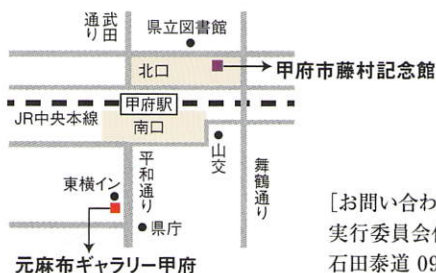 武田通り
県立図書館
北口
甲府市藤村記念館
甲府駅
JR中央本線
南口
山交
舞鶴通り
平和通り
東横イン
県庁
元麻布ギャラリー甲府
[お問い合わ
実行委員会
石田泰道 09